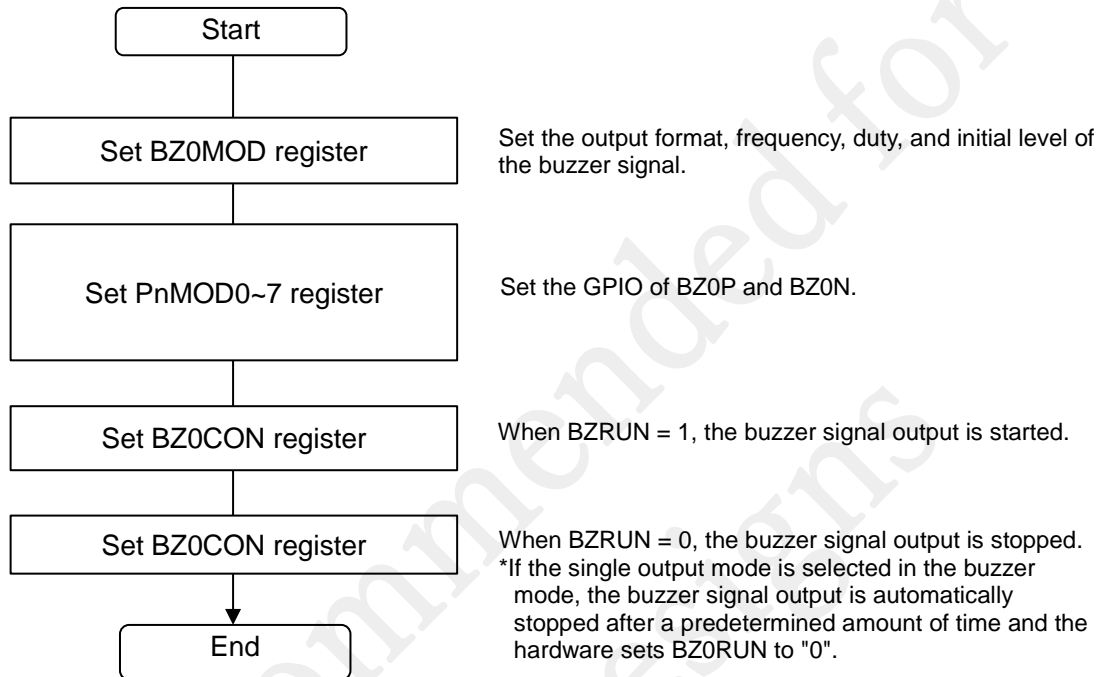 Start
Set BZ0MOD register
Set the output format, frequency, duty, and initial level of
the buzzer signal.
Set PnMOD0~7 register
Set the GPIO of BZ0P and BZ0N.
Set BZ0CON register
When BZRUN = 1, the buzzer signal output is started.
Set BZ0CON register
When BZRUN = 0, the buzzer signal output is stopped.
*If the single output mode is selected in the buzzer
mode, the buzzer signal output is automatically
stopped after a predetermined amount of time and the
hardware sets BZ0RUN to "0".
End
ommended for
esigns